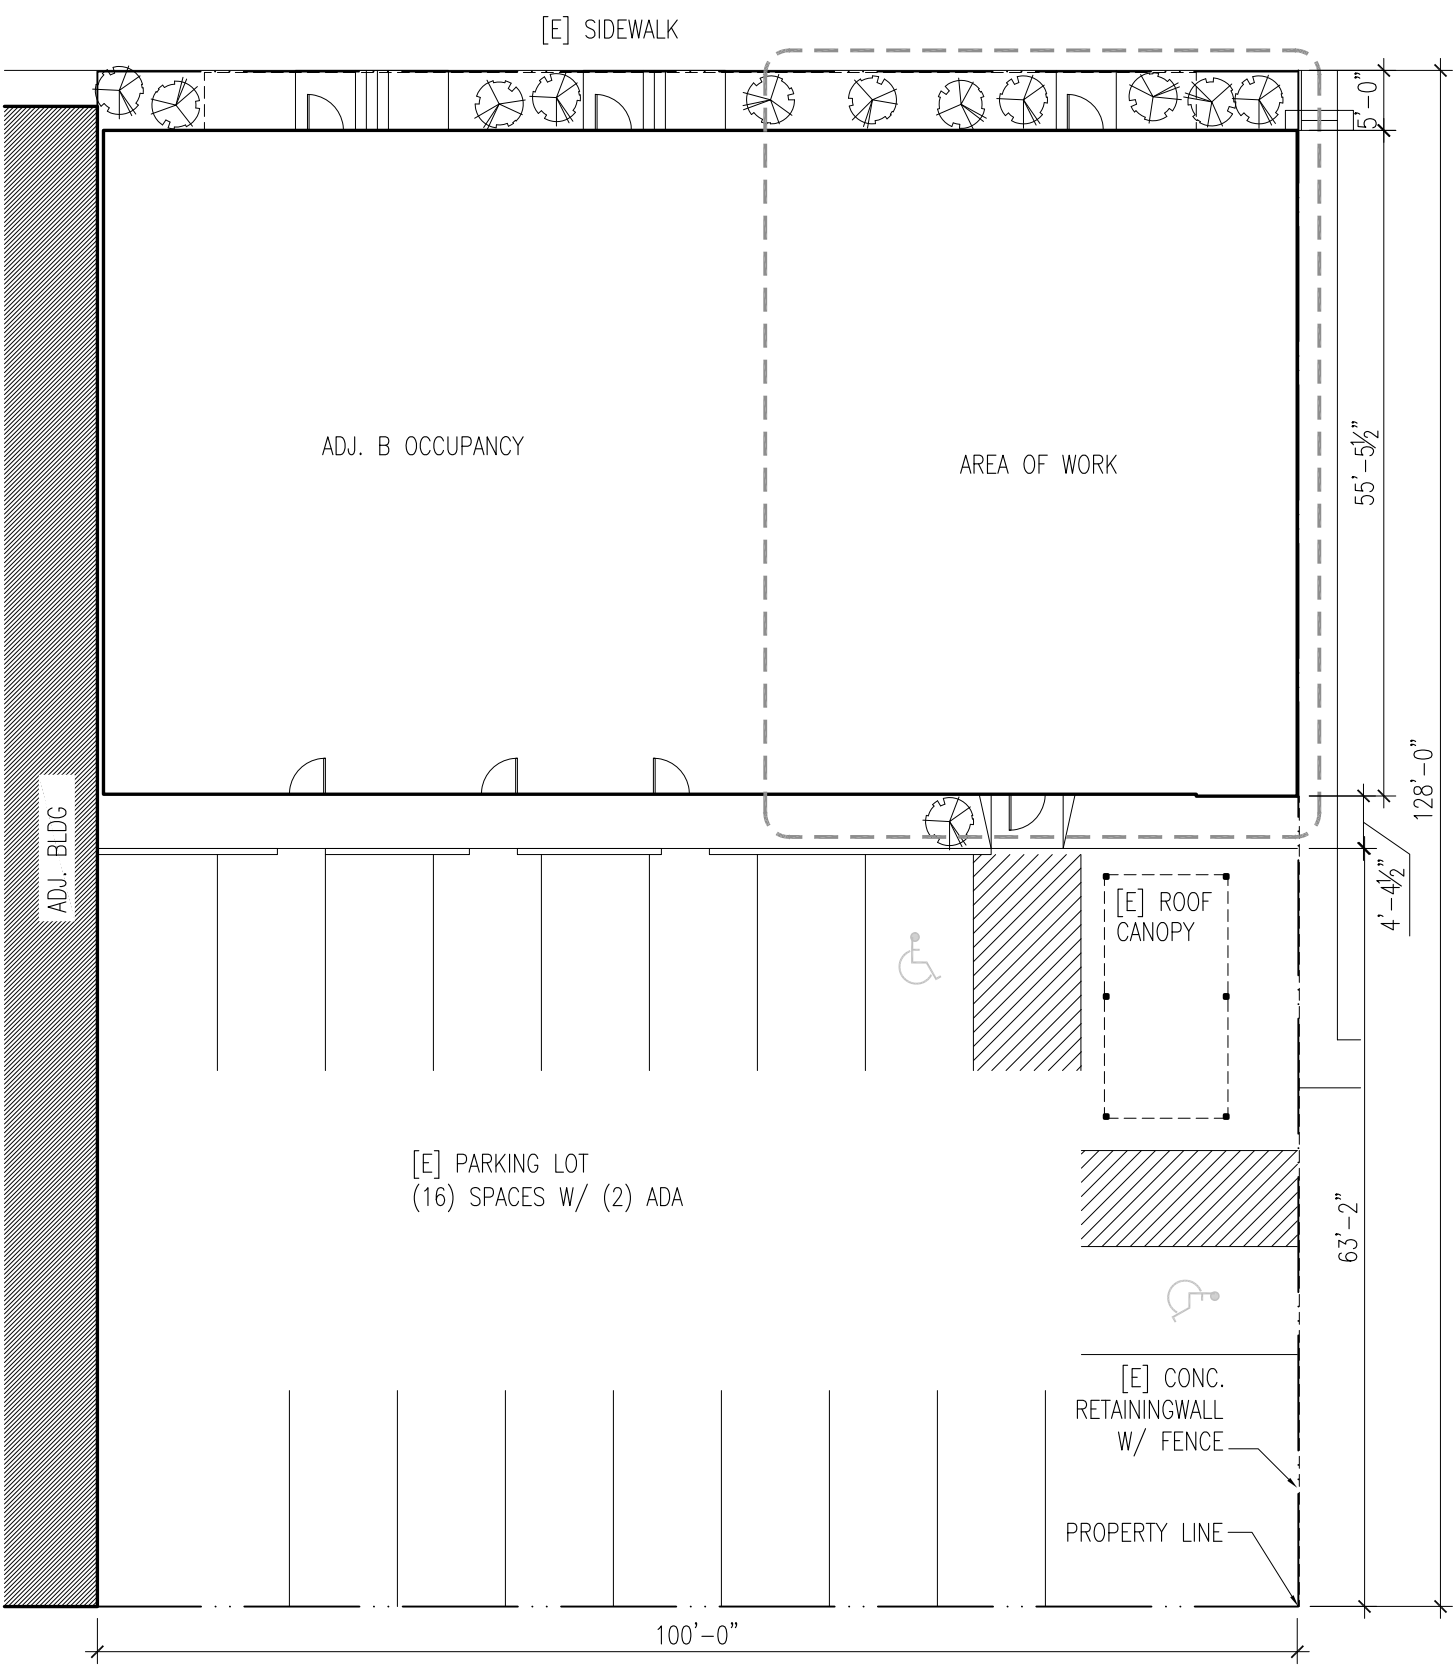 [E] SIDEWALK
5'-0"
ADJ. B OCCUPANCY
AREA OF WORK
55'-5½"
128'-0"
ADJ. BLDG
4'-4½"
[E] ROOF
CANOPY
[E] PARKING LOT
(16) SPACES W/ (2) ADA
63'-2"
[E] CONC.
RETAININGWALL
W/ FENCE
PROPERTY LINE
100'-0"